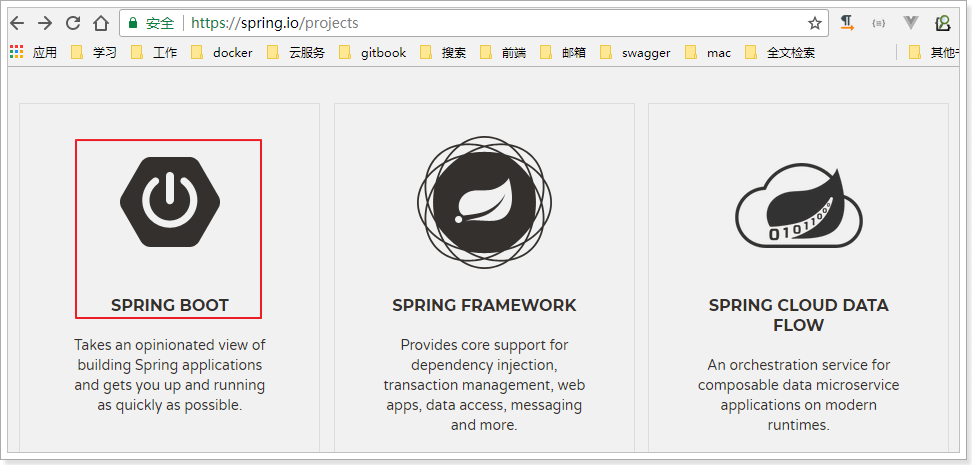 安全 https://spring.io/projects
应用 学习 工作 docker 云服务 gitbook 搜索 前端 邮箱 swagger mac 全文检索
SPRING BOOT
Takes an opinionated view of
building Spring applications
and gets you up and running
as quickly as possible.
SPRING FRAMEWORK
Provides core support for
dependency injection,
transaction management, web
apps, data access, messaging
and more.
01011000
SPRING CLOUD DATA
FLOW
An orchestration service for
composable data microservice
applications on modern
runtimes.